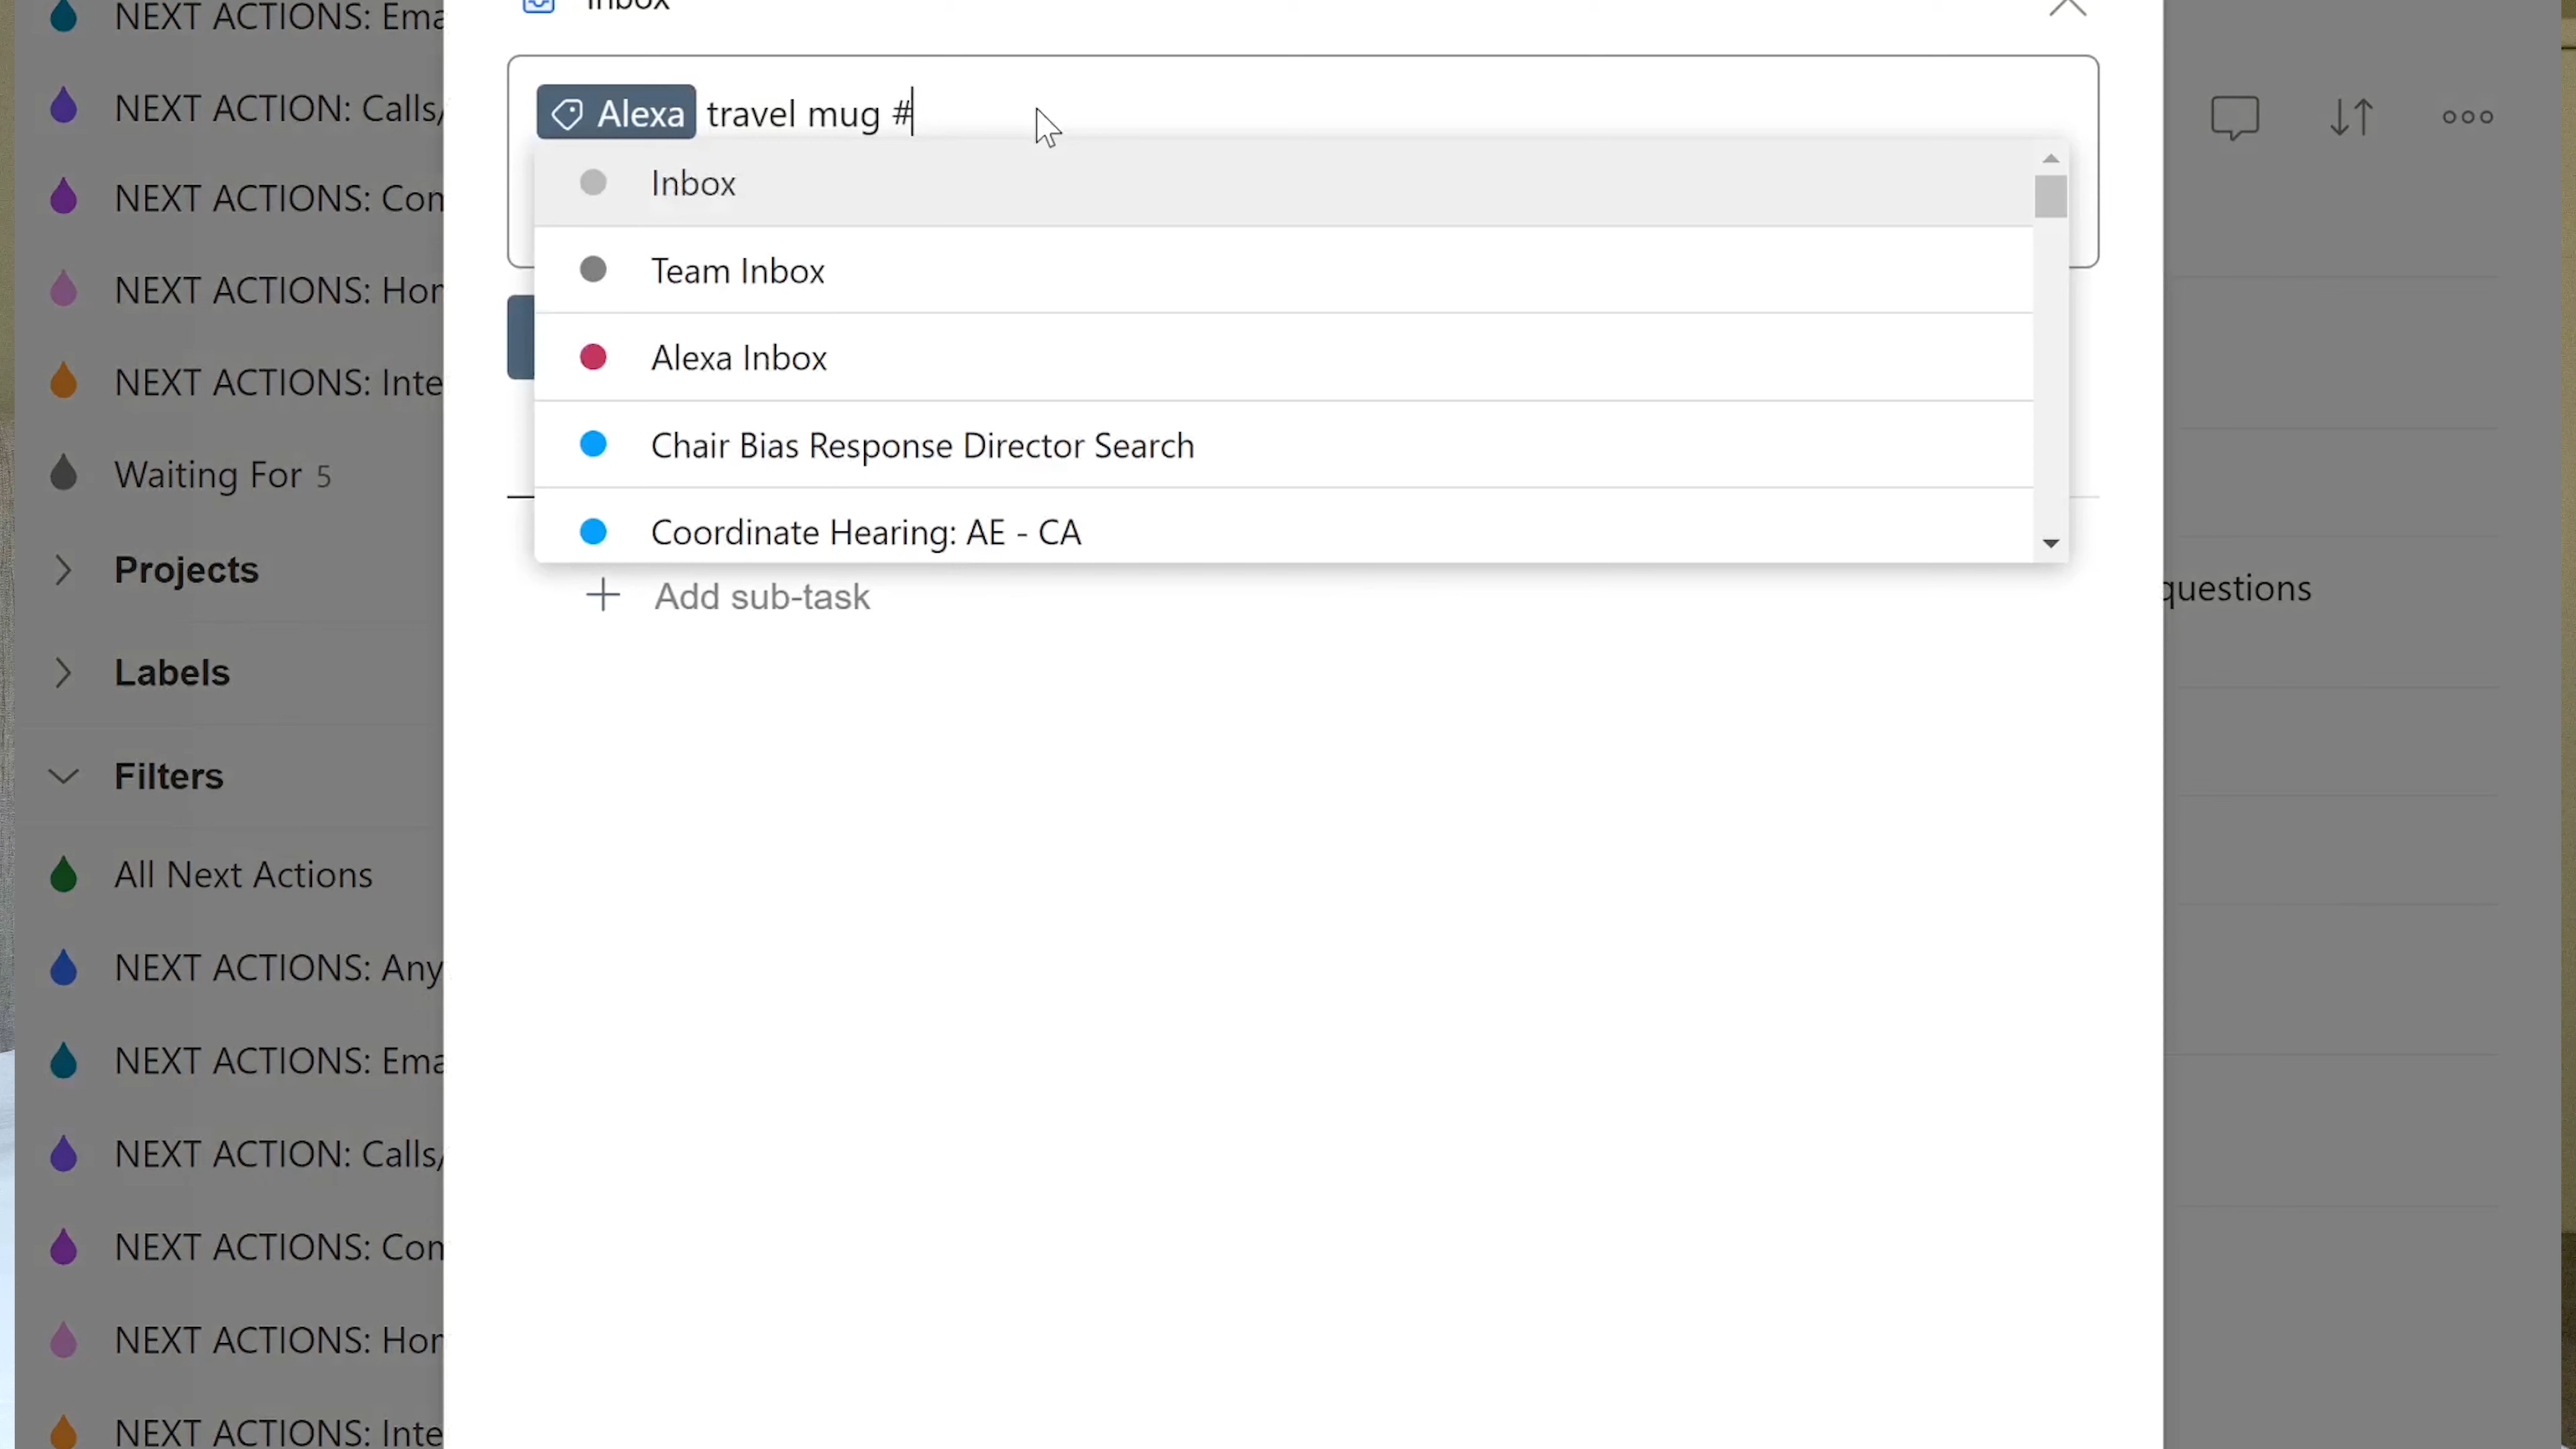 Inbox
NEXT ACTIONS: Ema
NEXT ACTION: Calls/
NEXT ACTIONS: Con
NEXT ACTIONS: Hor
NEXT ACTIONS: Inte
Waiting For 5
Projects
Labels
Filters
All Next Actions
NEXT ACTIONS: Any
NEXT ACTIONS: Ema
NEXT ACTION: Calls/
NEXT ACTIONS: Con
NEXT ACTIONS: Hor
NEXT ACTIONS: Inte
Alexa travel mug #
Inbox
Team Inbox
Alexa Inbox
Chair Bias Response Director Search
Coordinate Hearing: AE - CA
Add sub-task
questions